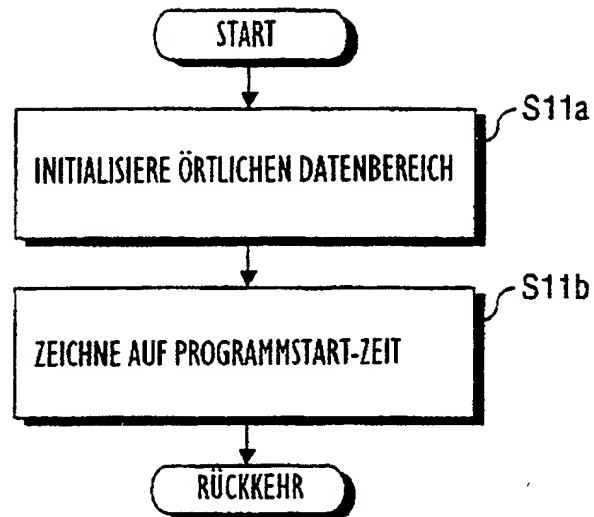 START
S11a
INITIALISIERE ÖRTLICHEN DATENBEREICH
S11b
ZEICHNE AUF PROGRAMMSTART-ZEIT
RÜCKKEHR